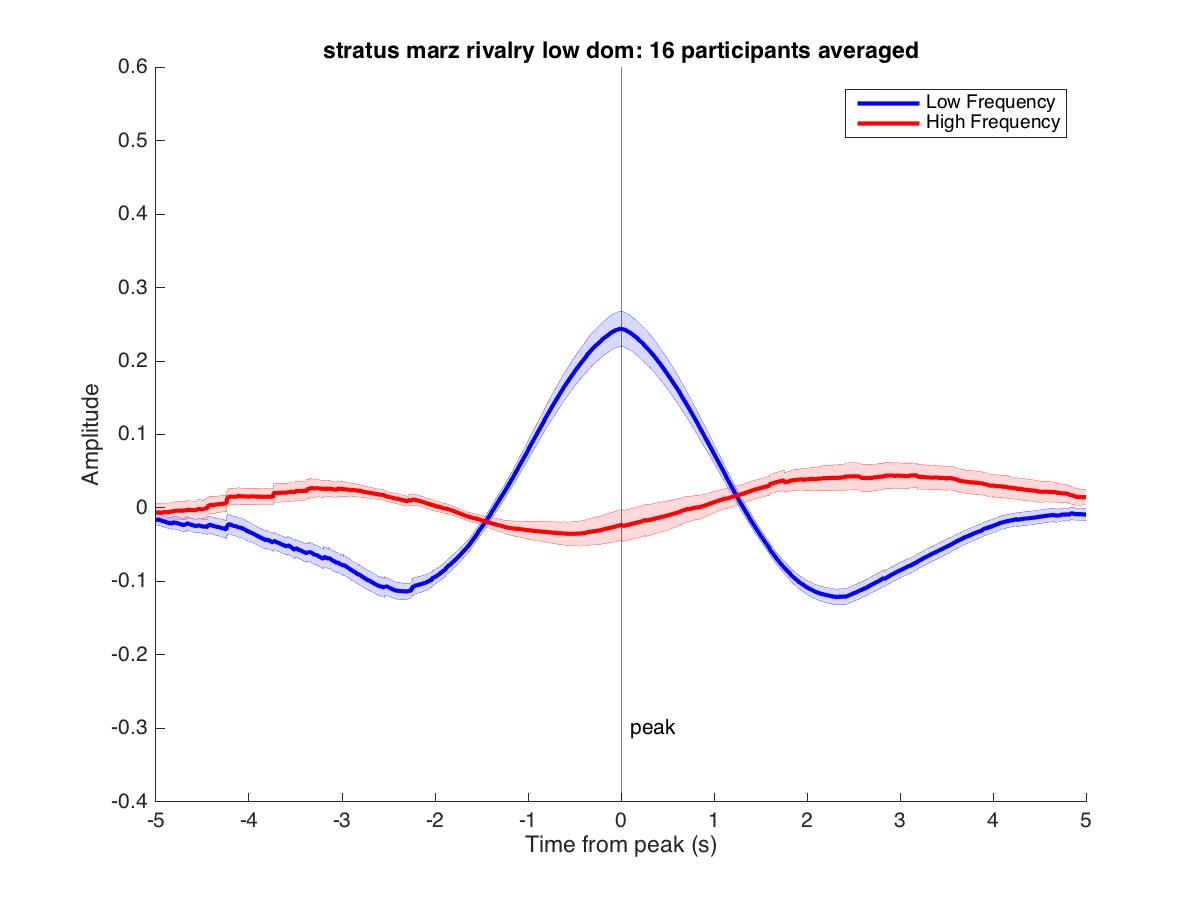 stratus marz rivalry low dom: 16 participants averaged
0.6
0.5
0.4
0.3
0.2
0.1
0
-0.1
-0.2
-0.3
-0.4
Amplitude
Low Frequency
High Frequency
peak
-5 -4 -3 -2 -1 0 1 2 3 4 5
Time from peak (s)